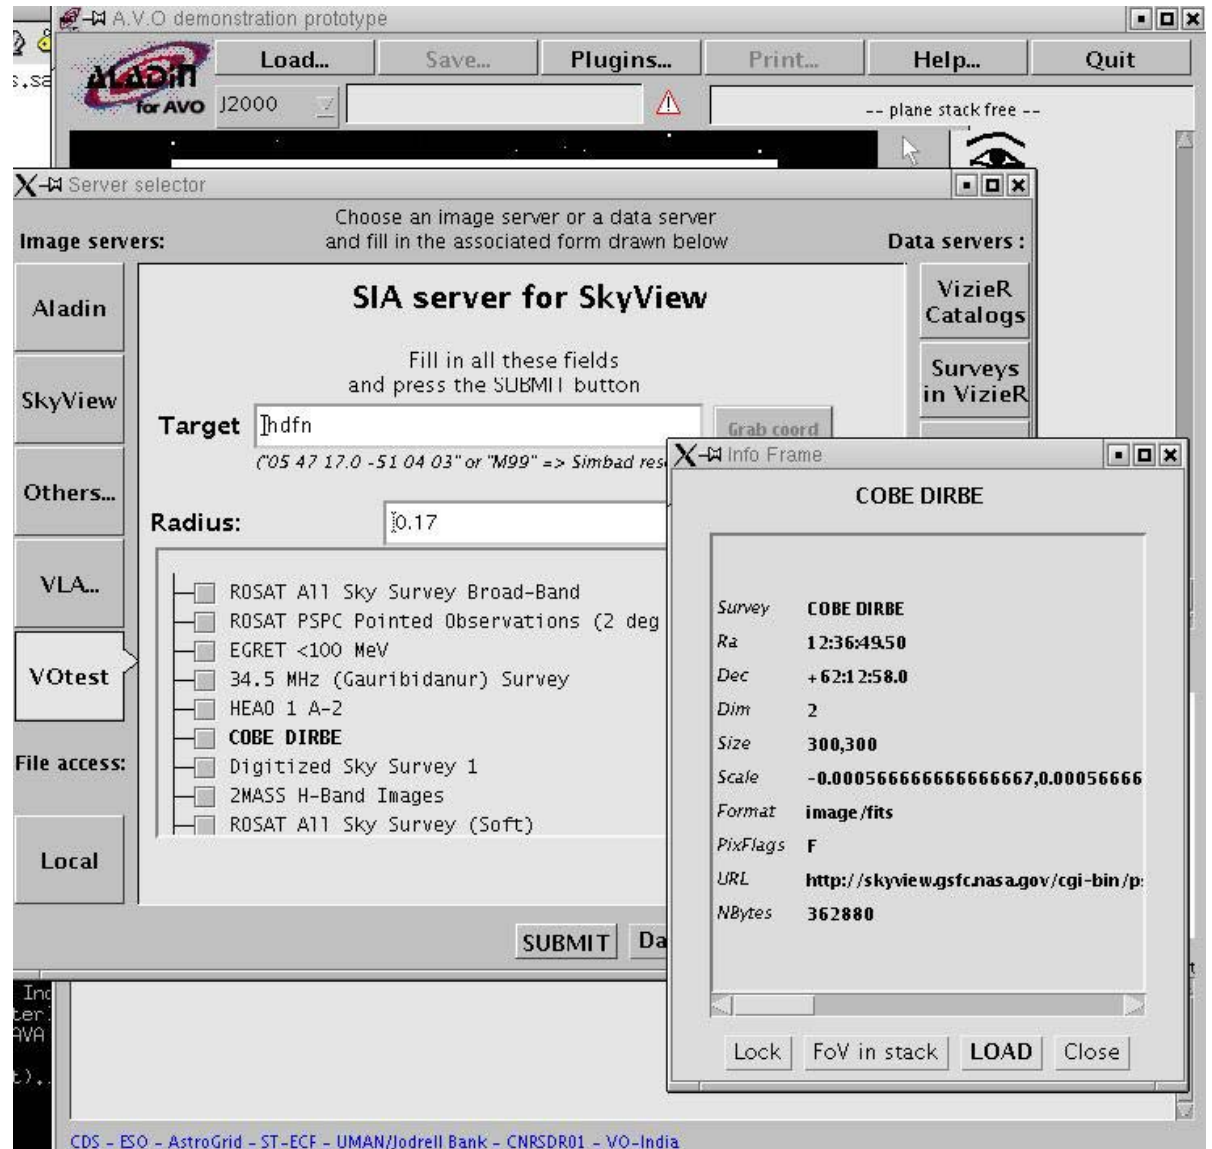 A.V.O demonstration prototype
s.sa
ALADIN
for AVO
Load...
Save...
Plugins...
Print...
Help...
Quit
J2000
-- plane stack free --
Server selector
Choose an image server or a data server
and fill in the associated form drawn below
Image servers:
Data servers :
Aladin
SkyView
Others...
VLA...
VOtest
File access:
Local
SIA server for SkyView
Fill in all these fields
and press the SUBMIT button
Target
hdfn
Grab coord
("05 47 17.0 -51 04 03" or "M99" => Simbad res
Radius:
0.17
ROSAT All Sky Survey Broad-Band
ROSAT PSPC Pointed Observations (2 deg
EGRET <100 MeV
34.5 MHz (Gauribidanur) Survey
HEAO 1 A-2
COBE DIRBE
Digitized Sky Survey 1
2MASS H-Band Images
ROSAT All Sky Survey (Soft)
SUBMIT
Da
VizieR
Catalogs
Surveys
in VizieR
Info Frame
COBE DIRBE
Survey COBE DIRBE
Ra 12:36:49.50
Dec +62:12:58.0
Dim 2
Size 300,300
Scale -0.000566666666666667,0.00056666
Format image/fits
PixFlags F
URL http://skyview.gsfc.nasa.gov/cgi-bin/p
NBytes 362880
Lock
FoV in stack
LOAD
Close
Ind
ter
AVA
t)..
t
CDS - ESO - AstroGrid - ST-ECF - UMAN/Jodrell Bank - CNRSDR01 - VO-India